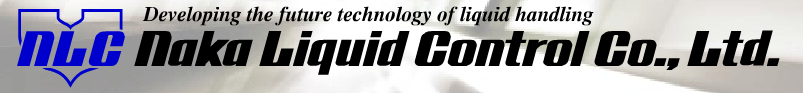 Developing the future technology of liquid handling
NLC Naka Liquid Control Co., Ltd.